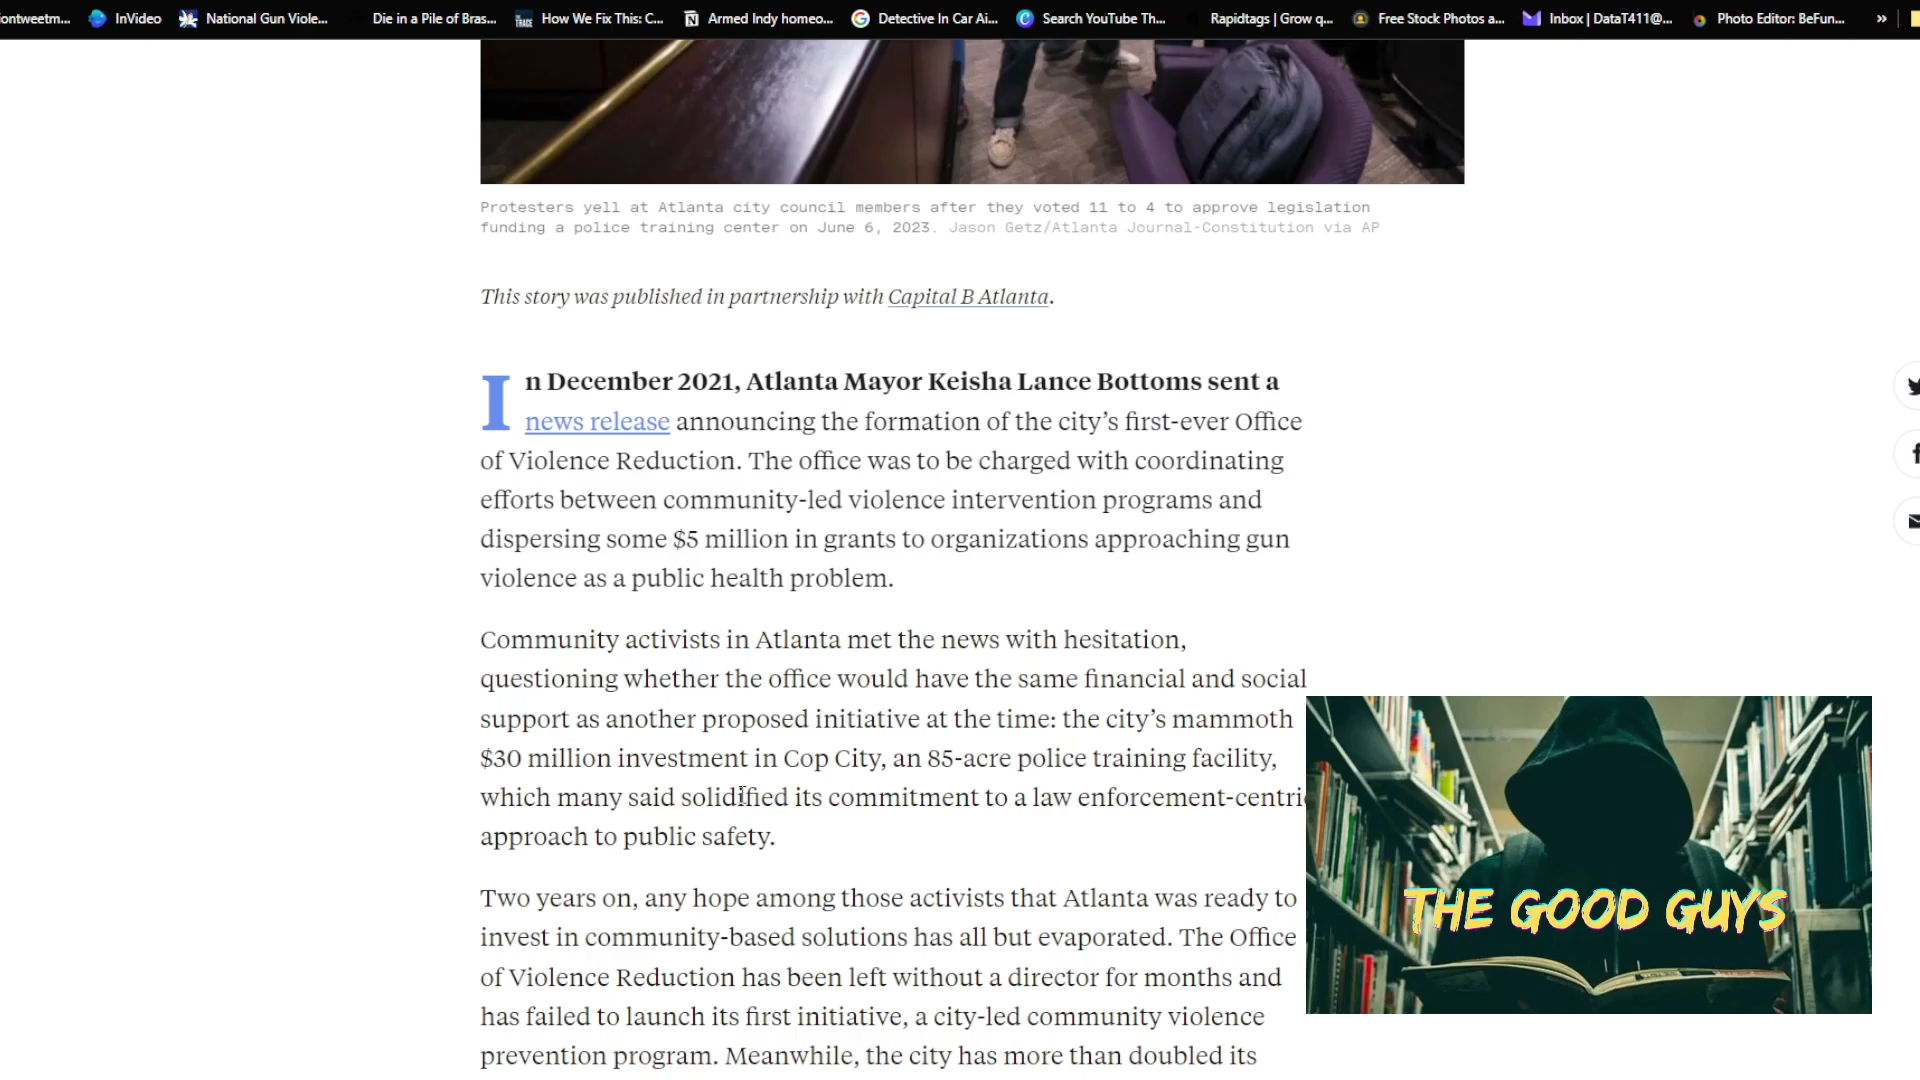 iontweetm...
InVideo
National Gun Viole...
Die in a Pile of Bras...
THE TRACE
How We Fix This: C...
Armed Indy homeo...
Detective In Car Ai...
Search YouTube Th...
Rapidtags | Grow q...
Free Stock Photos a...
Inbox | DataT411@...
Photo Editor: BeFun...
»
Protesters yell at Atlanta city council members after they voted 11 to 4 to approve legislation
funding a police training center on June 6, 2023. Jason Getz/Atlanta Journal-Constitution via AP
This story was published in partnership with Capital B Atlanta.
In December 2021, Atlanta Mayor Keisha Lance Bottoms sent a
news release announcing the formation of the city’s first-ever Office
of Violence Reduction. The office was to be charged with coordinating
efforts between community-led violence intervention programs and
dispersing some $5 million in grants to organizations approaching gun
violence as a public health problem.
Community activists in Atlanta met the news with hesitation,
questioning whether the office would have the same financial and social
support as another proposed initiative at the time: the city’s mammoth
$30 million investment in Cop City, an 85-acre police training facility,
which many said solidified its commitment to a law enforcement-centri
approach to public safety.
Two years on, any hope among those activists that Atlanta was ready to
invest in community-based solutions has all but evaporated. The Office
of Violence Reduction has been left without a director for months and
has failed to launch its first initiative, a city-led community violence
prevention program. Meanwhile, the city has more than doubled its
THE GOOD GUYS